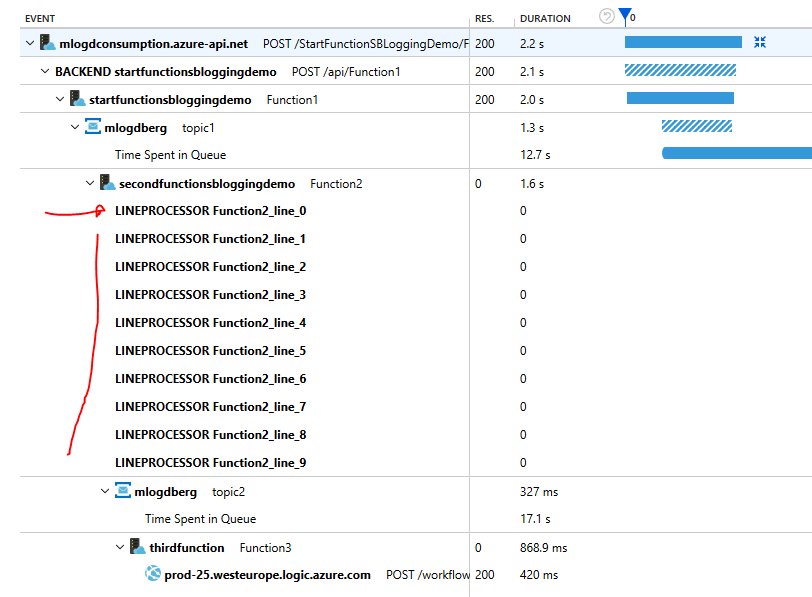 EVENT RES. DURATION ? 0
mlogdconsumption.azure-api.net POST /StartFunctionSBLoggingDemo/F 200 2.2 s
BACKEND startfunctionsbloggingdemo POST /api/Function1 200 2.1 s
startfunctionsbloggingdemo Function1 200 2.0 s
mlogdberg topic1 1.3 s
Time Spent in Queue 12.7 s
secondfunctionsbloggingdemo Function2 0 1.6 s
LINEPROCESSOR Function2_line_0 0
LINEPROCESSOR Function2_line_1 0
LINEPROCESSOR Function2_line_2 0
LINEPROCESSOR Function2_line_3 0
LINEPROCESSOR Function2_line_4 0
LINEPROCESSOR Function2_line_5 0
LINEPROCESSOR Function2_line_6 0
LINEPROCESSOR Function2_line_7 0
LINEPROCESSOR Function2_line_8 0
LINEPROCESSOR Function2_line_9 0
mlogdberg topic2 327 ms
Time Spent in Queue 17.1 s
thirdfunction Function3 0 868.9 ms
prod-25.westeurope.logic.azure.com POST /workflow 200 420 ms